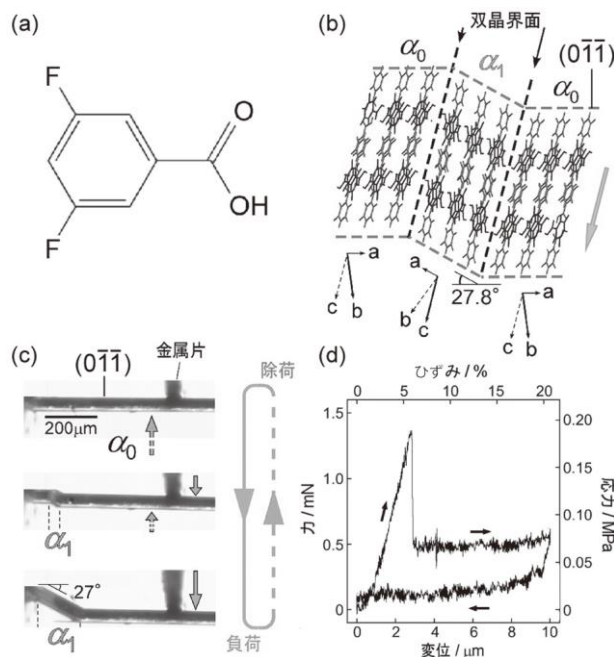 (a)
F
F
O
OH
(b)
双晶界面
α0
α1
α0
(01̅1̅)
a
c
b
a
b
c
27.8°
a
c
b
(c)
(01̅1̅)
金属片
200μm
α0
α1
27°
α1
除荷
負荷
(d)
ひずみ / %
0 5 10 15 20
1.5
1.0
0.5
0
力 / mN
0.20
0.15
0.10
0.05
0
応力 / MPa
0 2 4 6 8 10
変位 / μm